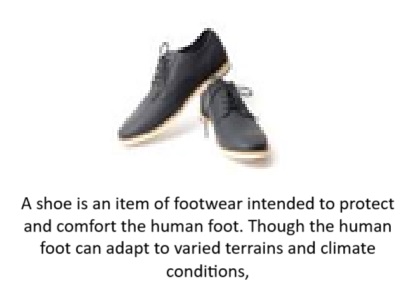 A shoe is an item of footwear intended to protect
and comfort the human foot. Though the human
foot can adapt to varied terrains and climate
conditions,